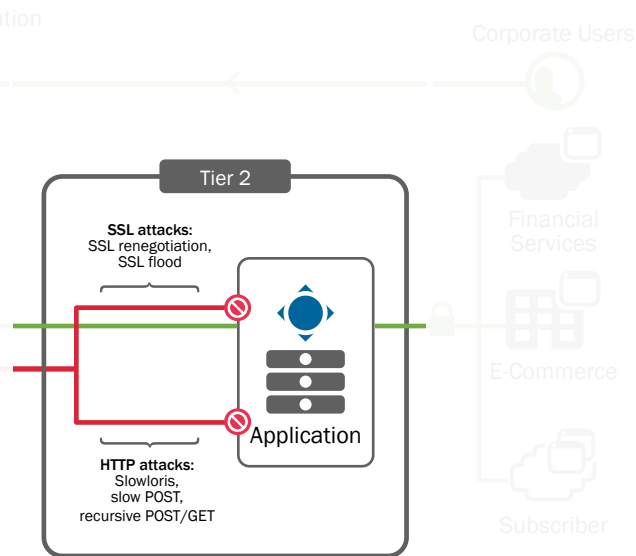 Corporate Users
Tier 2
SSL attacks:
SSL renegotiation,
SSL flood
Financial
Services
E-Commerce
Application
HTTP attacks:
Slowloris,
slow POST,
recursive POST/GET
Subscriber